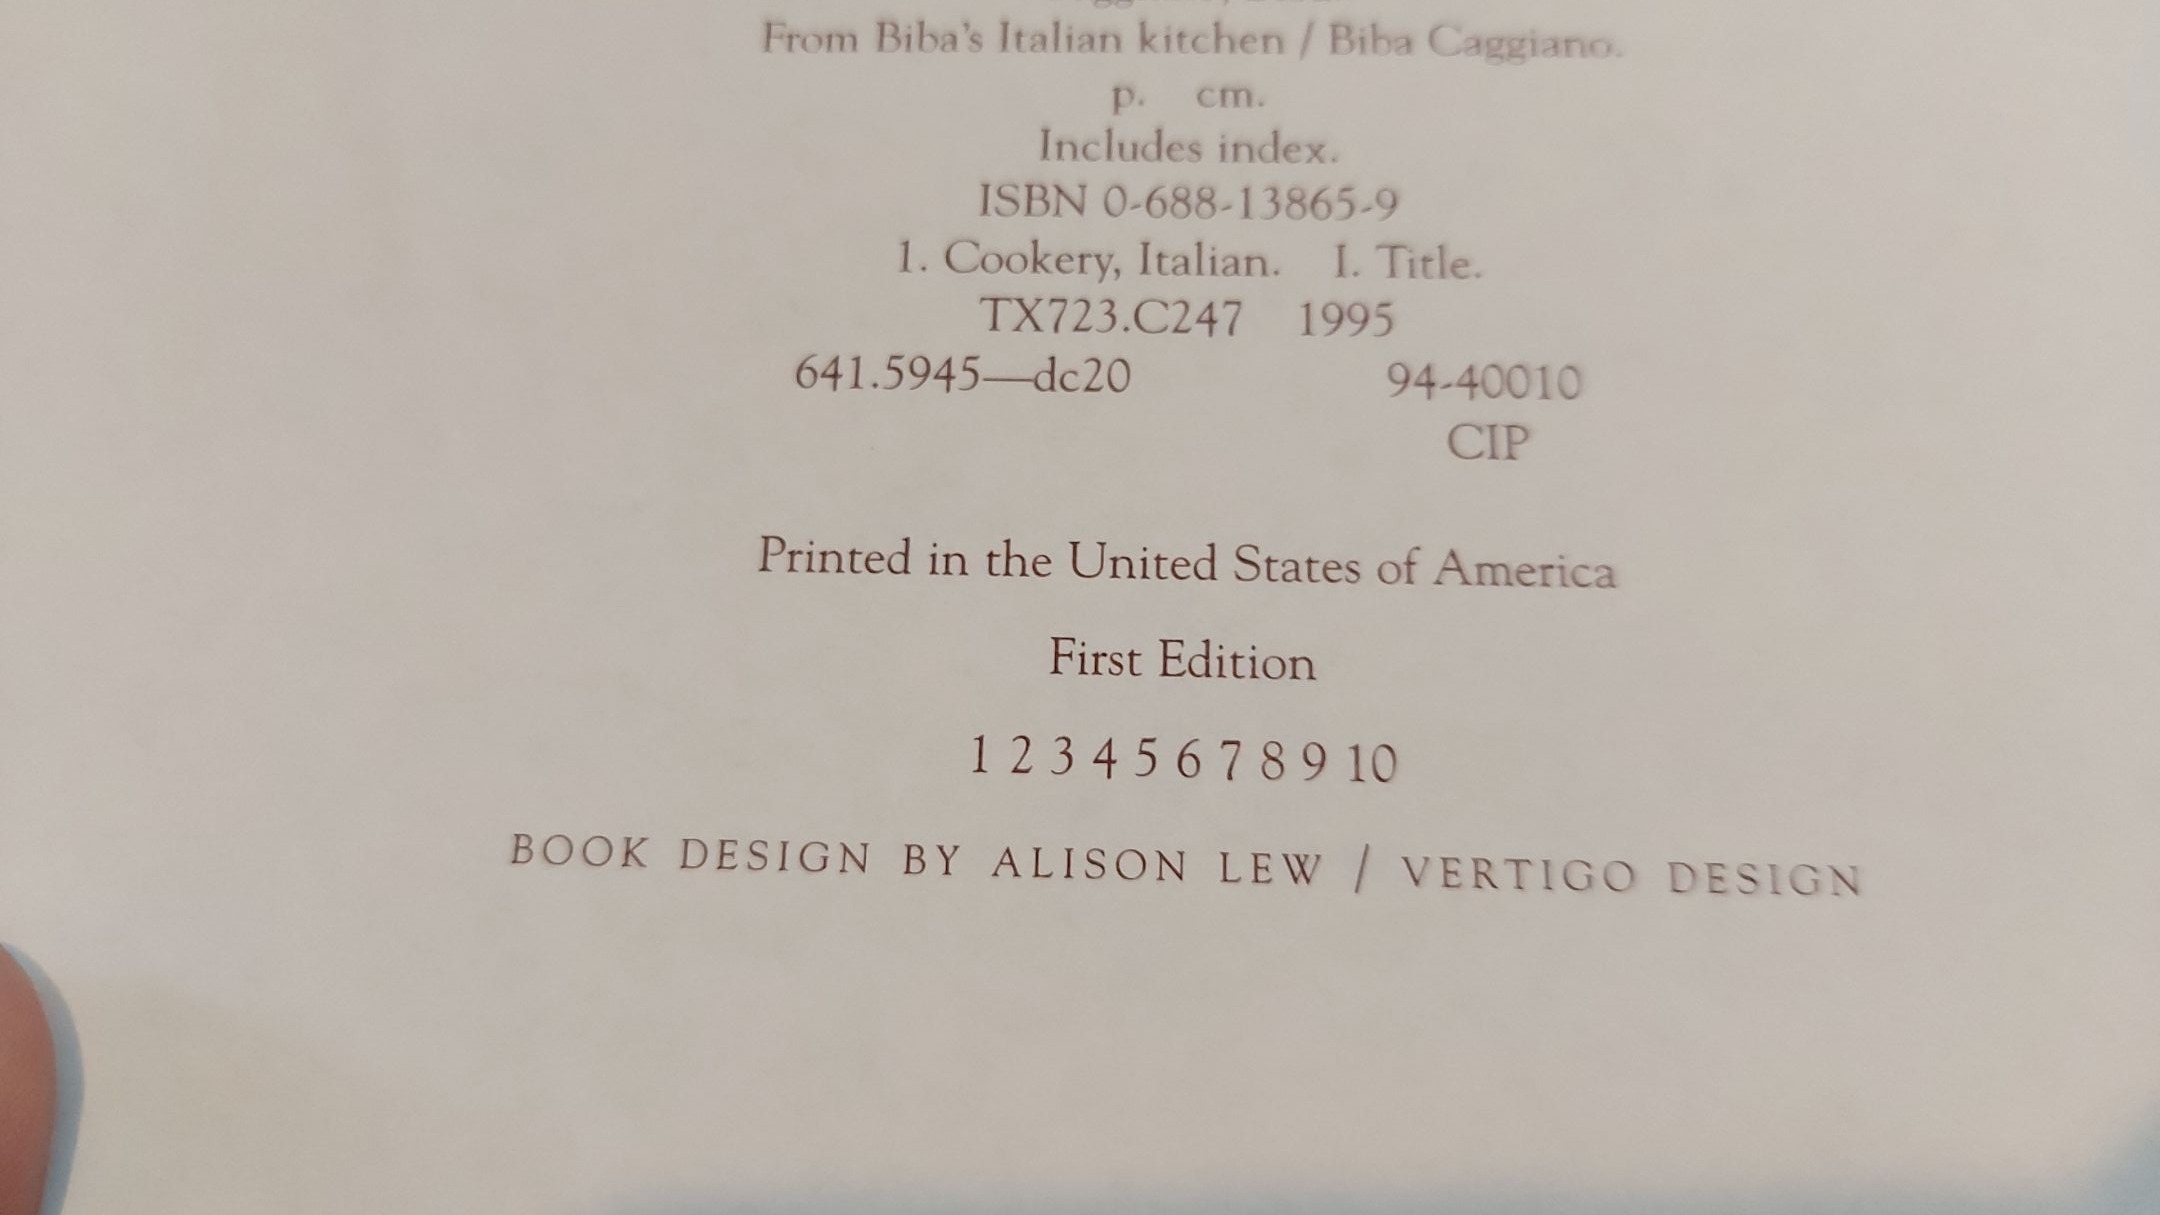 From Biba's Italian kitchen / Biba Caggiano.
p. cm.
Includes index.
ISBN 0-688-13865-9
1. Cookery, Italian. I. Title.
TX723.C247 1995
641.5945—dc20 94-40010
CIP
Printed in the United States of America
First Edition
1 2 3 4 5 6 7 8 9 10
BOOK DESIGN BY ALISON LEW / VERTIGO DESIGN